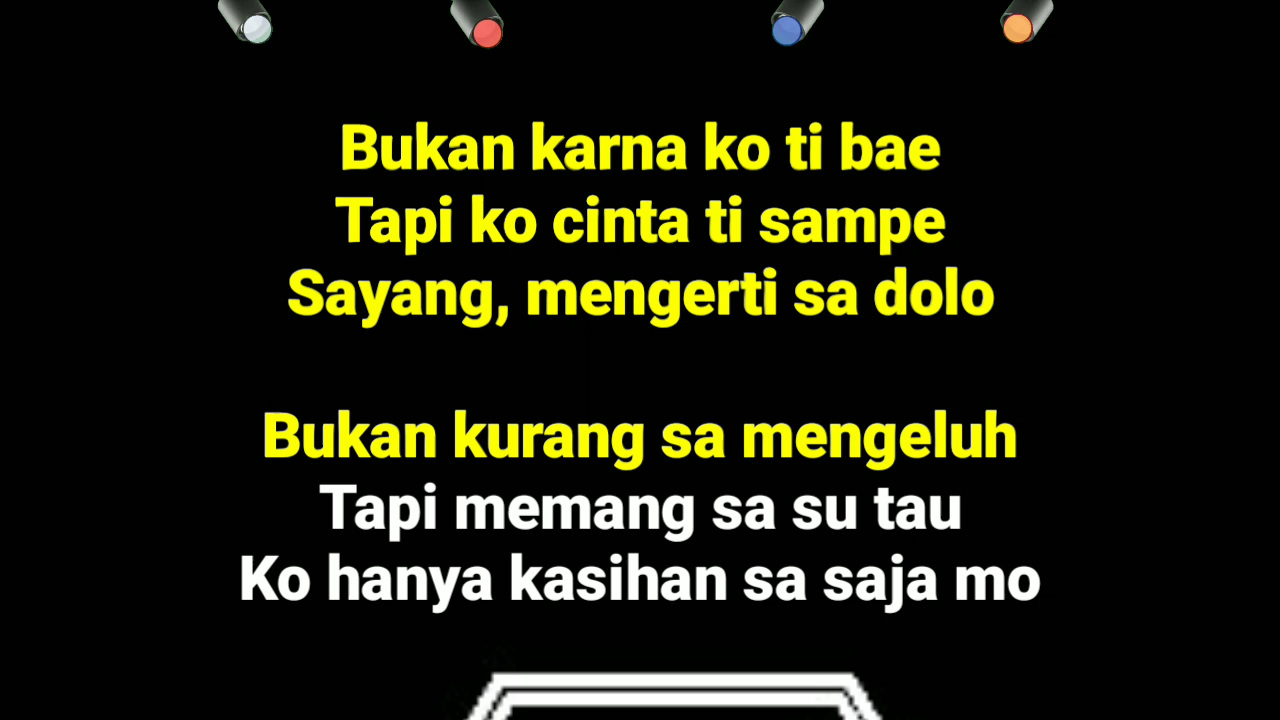 Bukan karna ko ti bae
Tapi ko cinta ti sampe
Sayang, mengerti sa dolo
Bukan kurang sa mengeluh
Tapi memang sa su tau
Ko hanya kasihan sa saja mo